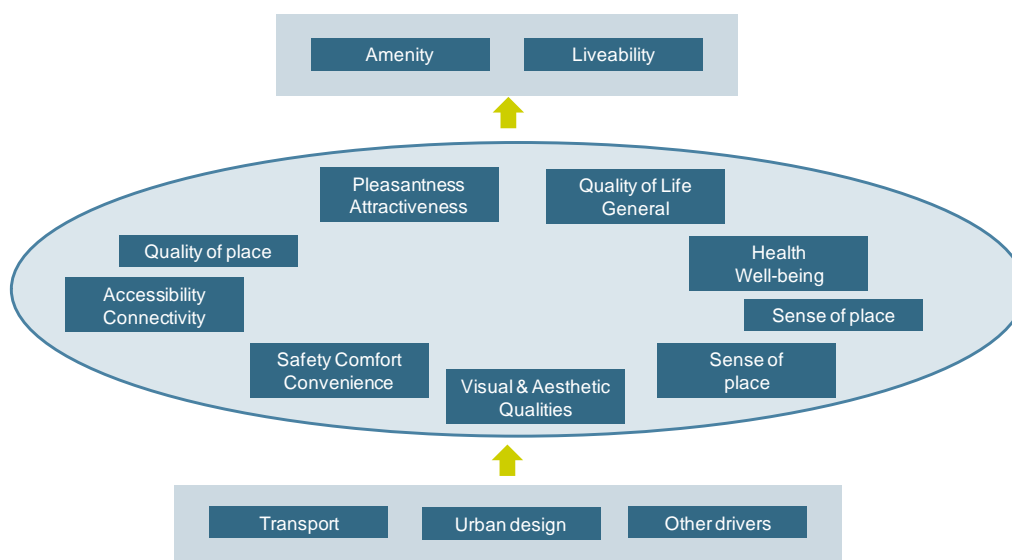 Amenity
Liveability
Pleasantness
Attractiveness
Quality of Life
General
Quality of place
Health
Well-being
Accessibility
Connectivity
Sense of place
Safety Comfort
Convenience
Visual & Aesthetic
Qualities
Sense of
place
Transport
Urban design
Other drivers